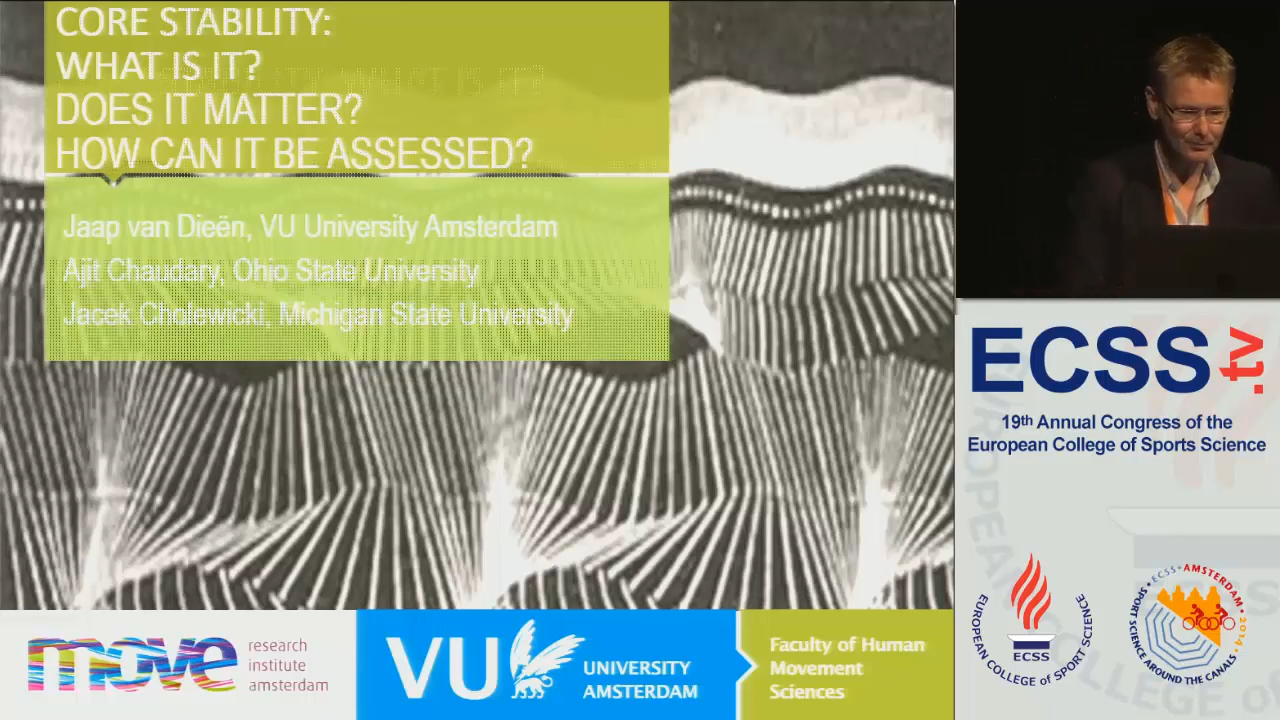 CORE STABILITY:
WHAT IS IT?
DOES IT MATTER?
HOW CAN IT BE ASSESSED?
Jaap van Dieën, VU University Amsterdam
Ajit Chaudary, Ohio State University
Jacek Cholewicki, Michigan State University
move
research
institute
amsterdam
VU
UNIVERSITY
AMSTERDAM
Faculty of Human
Movement
Sciences
ECSS.tv
19th Annual Congress of the
European College of Sports Science
EUROPEAN COLLEGE OF SPORT SCIENCE
ECSS
ECSS • AMSTERDAM 2014
SPORT SCIENCE AROUND THE CANALS